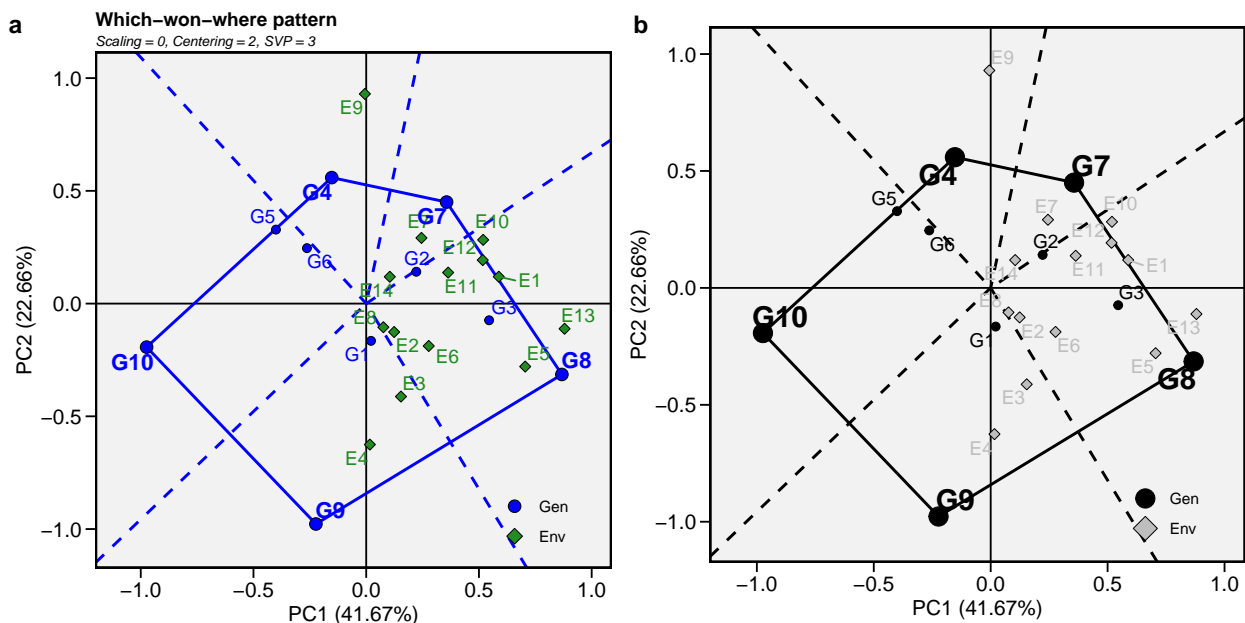 a
Which−won−where pattern
Scaling = 0, Centering = 2, SVP = 3
1.0
0.5
0.0
−0.5
−1.0
PC2 (22.66%)
E9
G4
G7
G5
G6
E7
E10
E12
G2
E11
E1
E14
E8
G3
E13
G1
E2
E6
E5
G8
G10
E3
E4
G9
Gen
Env
−1.0
−0.5
0.0
0.5
1.0
PC1 (41.67%)
b
1.0
0.5
0.0
−0.5
−1.0
PC2 (22.66%)
E9
G4
G7
G5
G6
E7
E10
E12
G2
E11
E1
E14
E8
G3
E13
G1
E2
E6
E5
G8
G10
E3
E4
G9
Gen
Env
−1.0
−0.5
0.0
0.5
1.0
PC1 (41.67%)